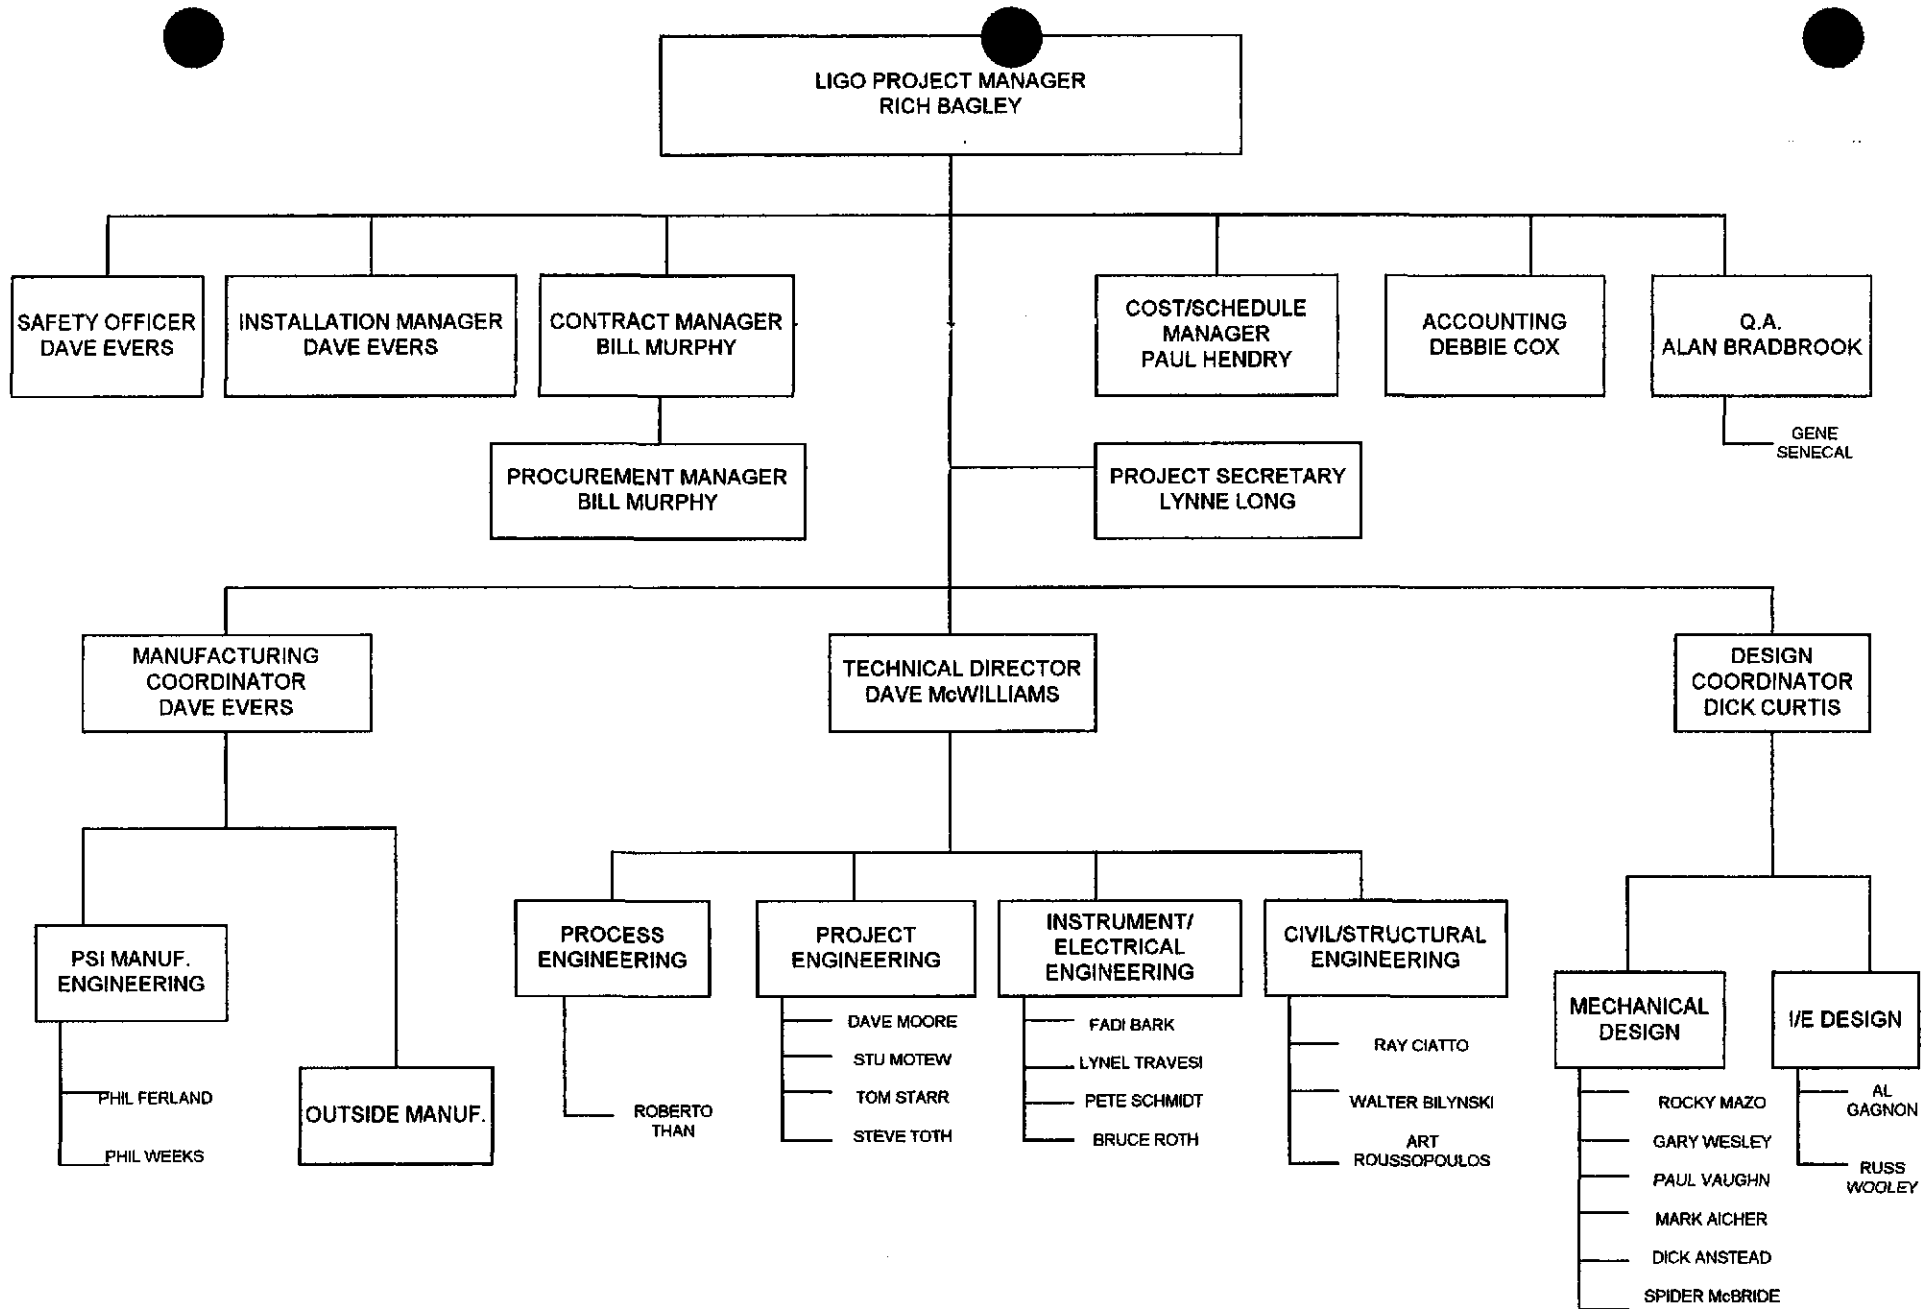 LIGO PROJECT MANAGER
RICH BAGLEY
SAFETY OFFICER
DAVE EVERS
INSTALLATION MANAGER
DAVE EVERS
CONTRACT MANAGER
BILL MURPHY
COST/SCHEDULE
MANAGER
PAUL HENDRY
ACCOUNTING
DEBBIE COX
Q.A.
ALAN BRADBROOK
GENE
SENECAL
PROCUREMENT MANAGER
BILL MURPHY
PROJECT SECRETARY
LYNNE LONG
MANUFACTURING
COORDINATOR
DAVE EVERS
TECHNICAL DIRECTOR
DAVE McWILLIAMS
DESIGN
COORDINATOR
DICK CURTIS
PSI MANUF.
ENGINEERING
PHIL FERLAND
PHIL WEEKS
OUTSIDE MANUF.
PROCESS
ENGINEERING
ROBERTO
THAN
PROJECT
ENGINEERING
DAVE MOORE
STU MOTEW
TOM STARR
STEVE TOTH
INSTRUMENT/
ELECTRICAL
ENGINEERING
FADI BARK
LYNEL TRAVESI
PETE SCHMIDT
BRUCE ROTH
CIVIL/STRUCTURAL
ENGINEERING
RAY CIATTO
WALTER BILYNSKI
ART
ROUSSOPOULOS
MECHANICAL
DESIGN
ROCKY MAZO
GARY WESLEY
PAUL VAUGHN
MARK AICHER
DICK ANSTEAD
SPIDER McBRIDE
I/E DESIGN
AL
GAGNON
RUSS
WOOLEY